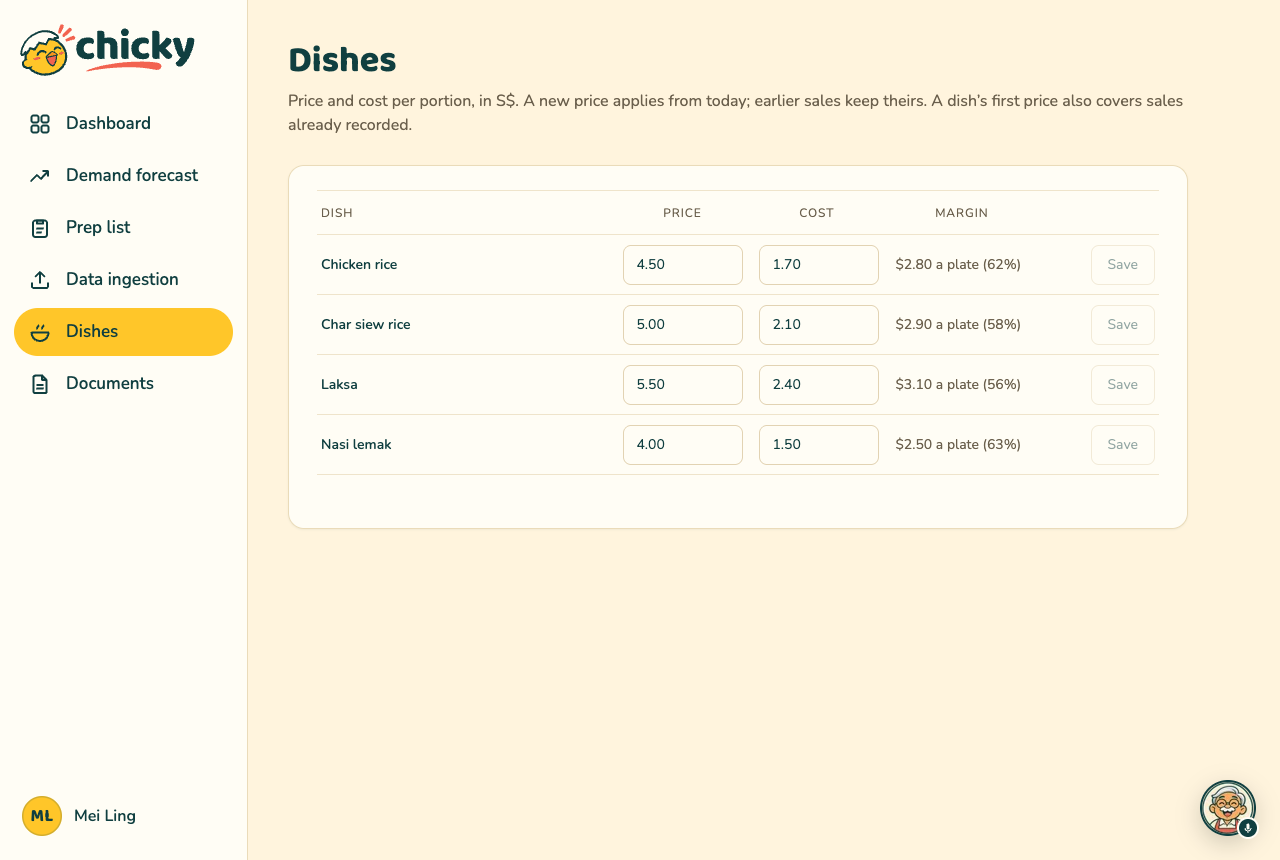 chicky
Dashboard
Demand forecast
Prep list
Data ingestion
Dishes
Documents
ML Mei Ling
Dishes
Price and cost per portion, in S$. A new price applies from today; earlier sales keep theirs. A dish’s first price also covers sales
already recorded.
DISH PRICE COST MARGIN
Chicken rice 4.50 1.70 $2.80 a plate (62%) Save
Char siew rice 5.00 2.10 $2.90 a plate (58%) Save
Laksa 5.50 2.40 $3.10 a plate (56%) Save
Nasi lemak 4.00 1.50 $2.50 a plate (63%) Save